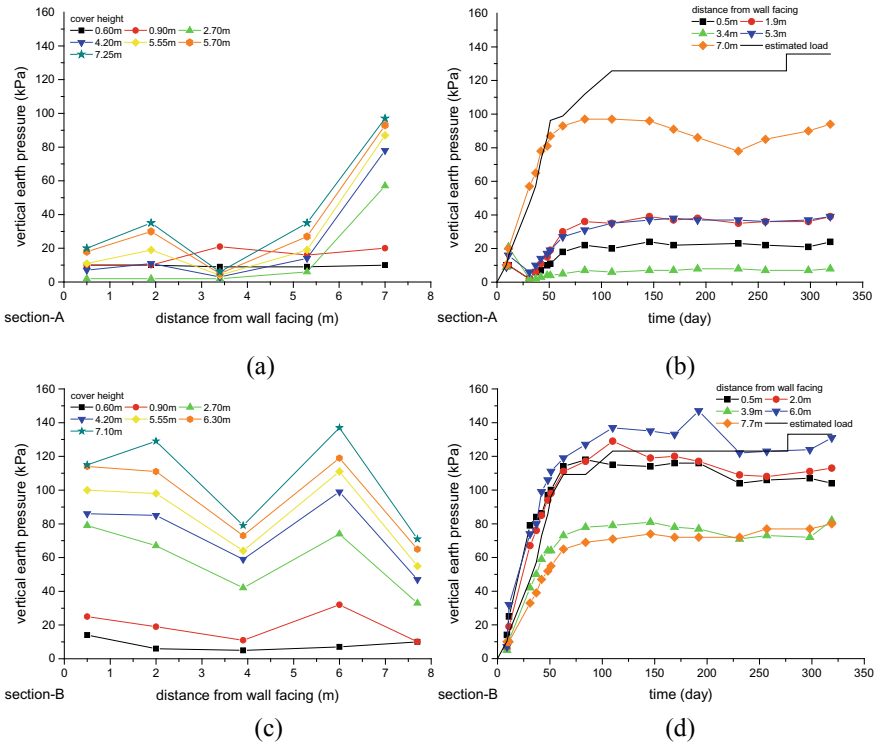 cover height
0.60m 0.90m 2.70m
4.20m 5.55m 5.70m
7.25m
160
140
120
100
80
60
40
20
0
vertical earth pressure (kPa)
0 1 2 3 4 5 6 7 8
section-A distance from wall facing (m)
(a)
distance from wall facing
0.5m 1.9m
3.4m 5.3m
7.0m estimated load
160
140
120
100
80
60
40
20
0
vertical earth pressure (kPa)
0 50 100 150 200 250 300 350
section-A time (day)
(b)
cover height
0.60m 0.90m 2.70m
4.20m 5.55m 6.30m
7.10m
160
140
120
100
80
60
40
20
0
vertical earth pressure (kPa)
0 1 2 3 4 5 6 7 8
section-B distance from wall facing (m)
(c)
distance from wall facing
0.5m 2.0m
3.9m 6.0m
7.7m estimated load
160
140
120
100
80
60
40
20
0
vertical earth pressure (kPa)
0 50 100 150 200 250 300 350
section-B time (day)
(d)